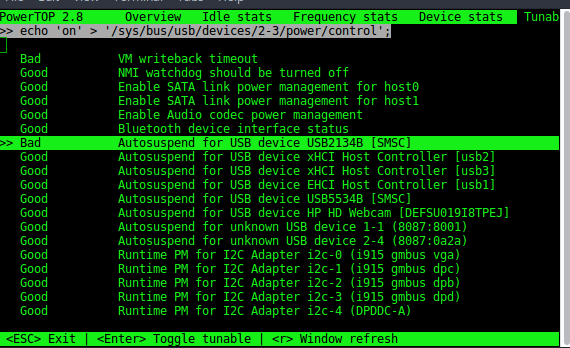 PowerTOP 2.8 Overview Idle stats Frequency stats Device stats Tunab
>> echo 'on' > '/sys/bus/usb/devices/2-3/power/control';
Bad VM writeback timeout
Good NMI watchdog should be turned off
Good Enable SATA link power management for host0
Good Enable SATA link power management for host1
Good Enable Audio codec power management
Good Bluetooth device interface status
>> Bad Autosuspend for USB device USB2134B [SMSC]
Good Autosuspend for USB device xHCI Host Controller [usb2]
Good Autosuspend for USB device xHCI Host Controller [usb3]
Good Autosuspend for USB device EHCI Host Controller [usb1]
Good Autosuspend for USB device USB5534B [SMSC]
Good Autosuspend for USB device HP HD Webcam [DEFSU019I8TPEJ]
Good Autosuspend for unknown USB device 1-1 (8087:8001)
Good Autosuspend for unknown USB device 2-4 (8087:0a2a)
Good Runtime PM for I2C Adapter i2c-0 (i915 gmbus vga)
Good Runtime PM for I2C Adapter i2c-1 (i915 gmbus dpc)
Good Runtime PM for I2C Adapter i2c-2 (i915 gmbus dpb)
Good Runtime PM for I2C Adapter i2c-3 (i915 gmbus dpd)
Good Runtime PM for I2C Adapter i2c-4 (DPDDC-A)
<ESC> Exit | <Enter> Toggle tunable | <r> Window refresh